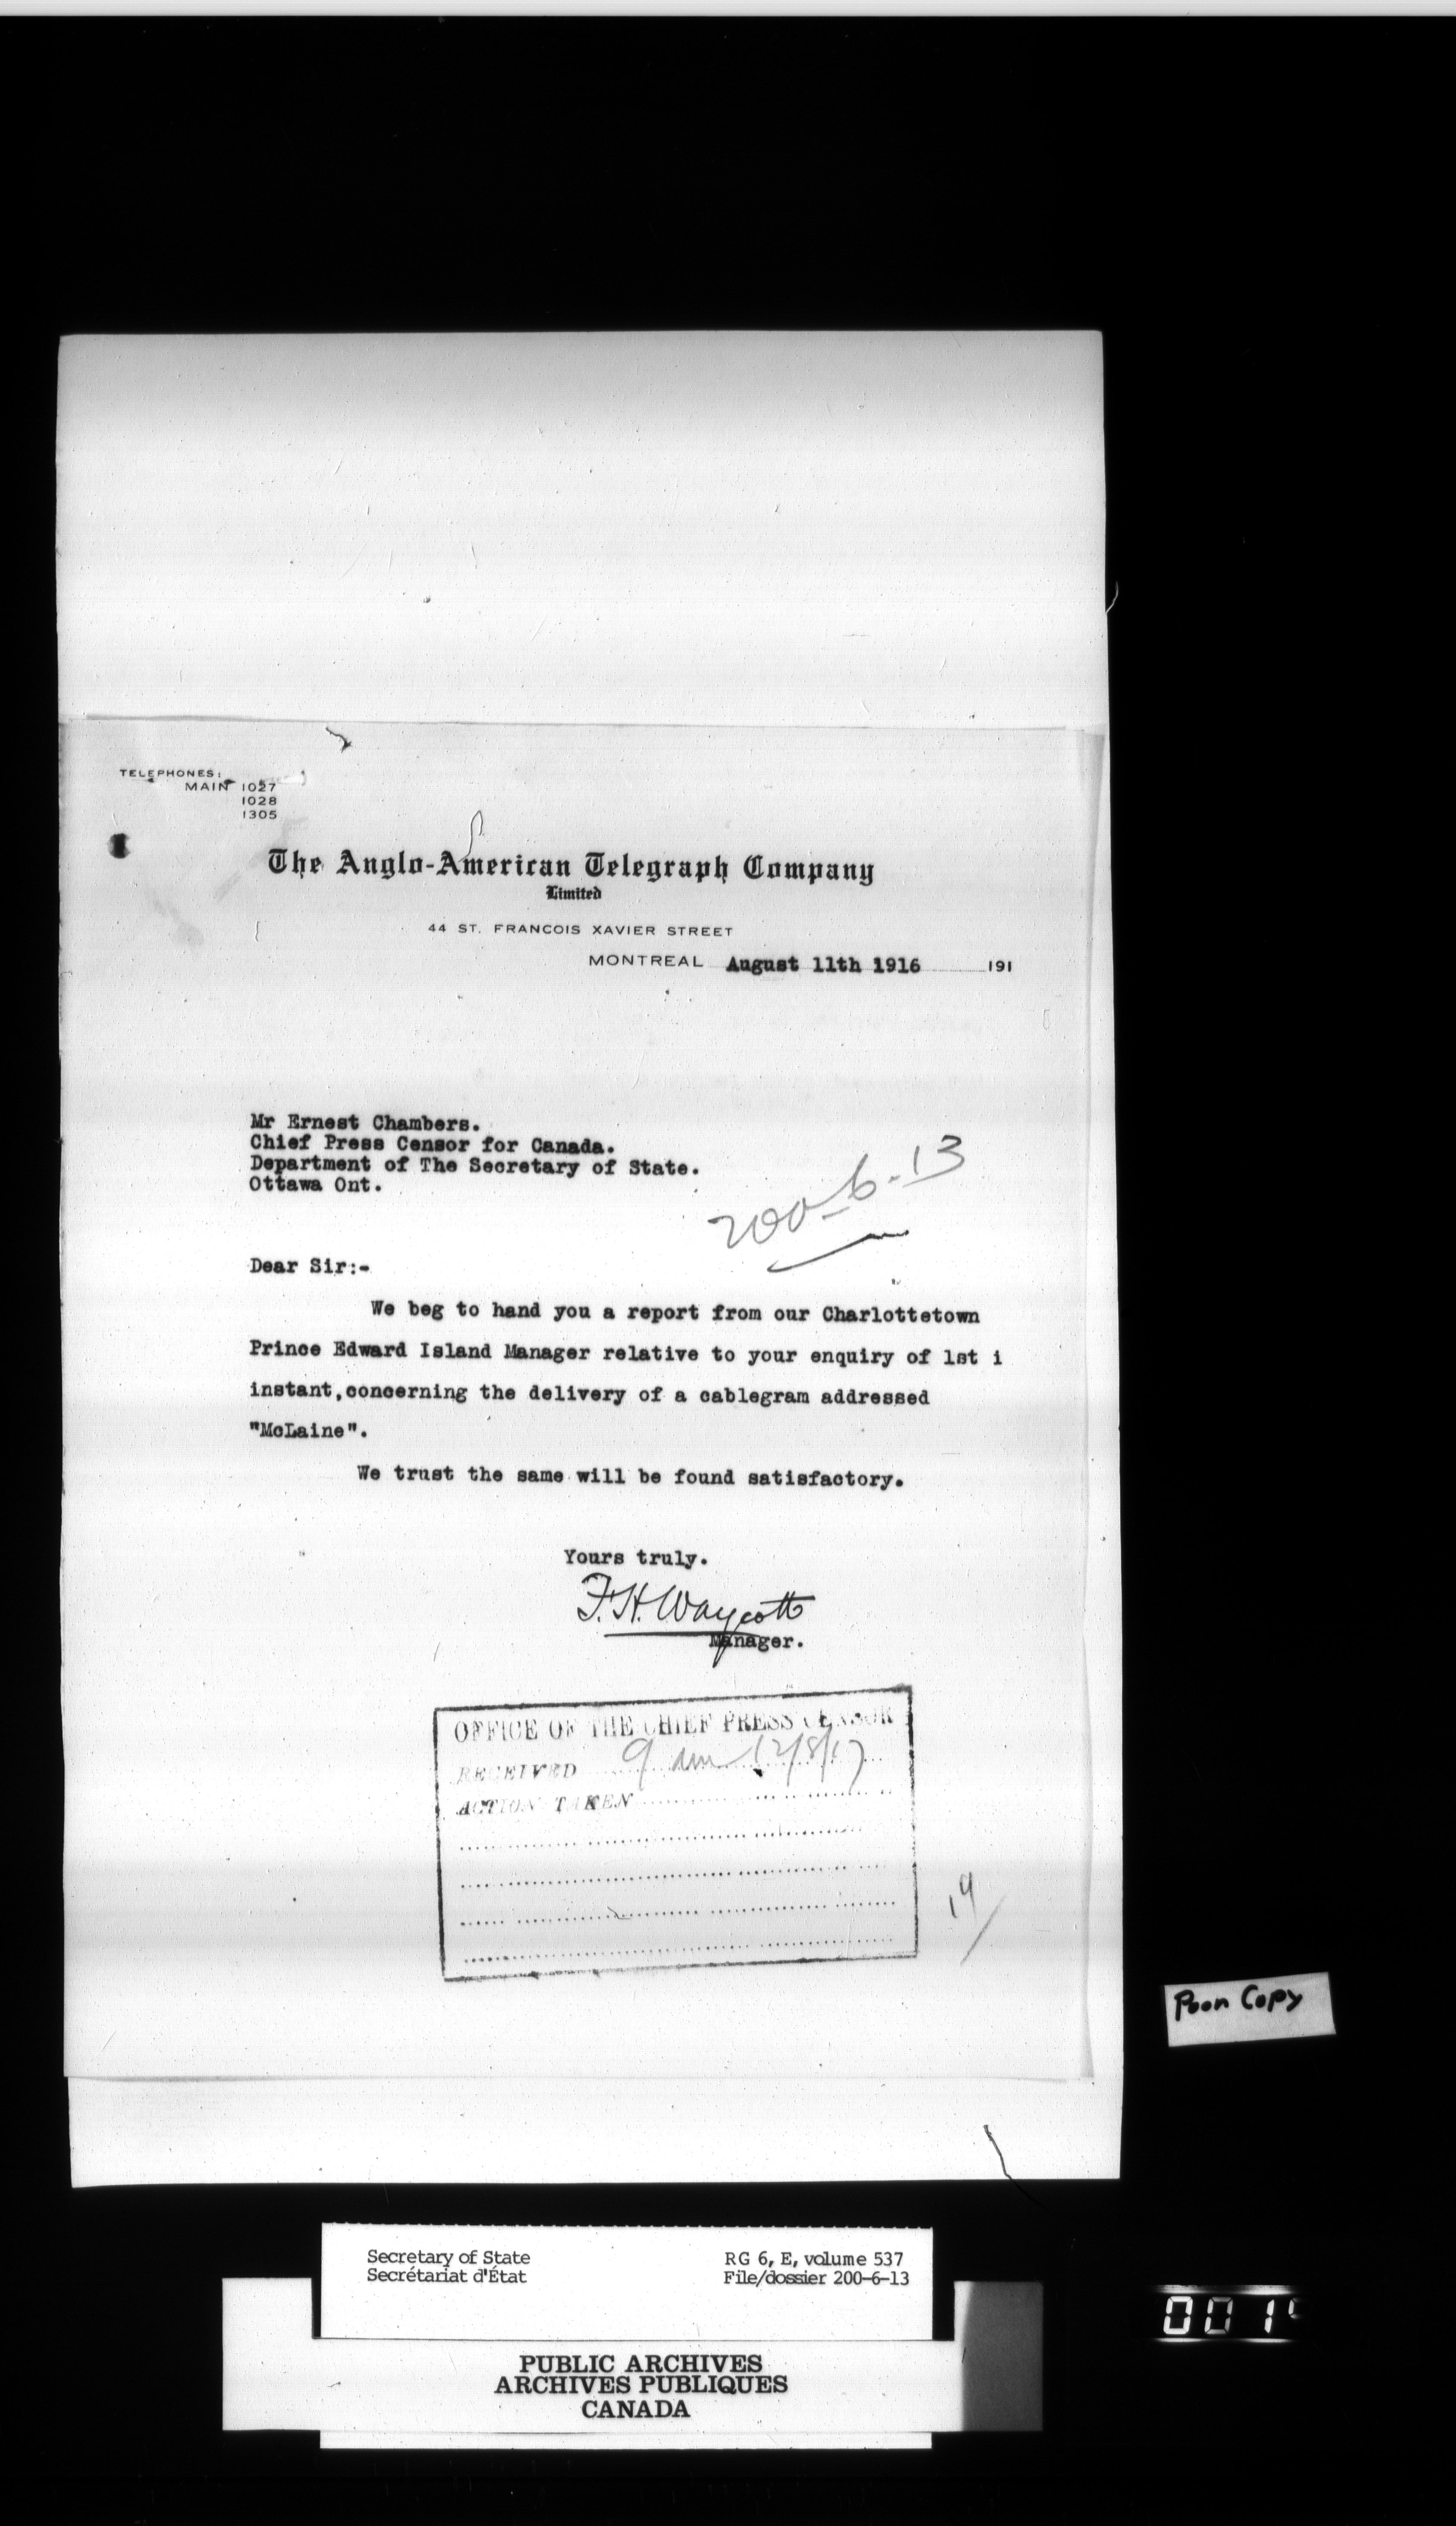 TELEPHONES:
MAIN 1027
1028
1305
The Anglo-American Telegraph Company
Limited
44 ST. FRANCOIS XAVIER STREET
MONTREAL August 11th 1916 191
Mr Ernest Chambers.
Chief Press Censor for Canada.
Department of The Secretary of State.
Ottawa Ont.
200-6-13
Dear Sir:-
We beg to hand you a report from our Charlottetown
Prince Edward Island Manager relative to your enquiry of 1st i
instant,concerning the delivery of a cablegram addressed
"McLaine".
We trust the same will be found satisfactory.
Yours truly.
F.H. Waycott
Manager.
OFFICE OF THE CHIEF PRESS CENSOR
RECEIVED 9 am 12/8/17
ACTION TAKEN
19/
Poor Copy
Secretary of State
Secrétariat d'État
RG 6, E, volume 537
File/dossier 200-6-13
PUBLIC ARCHIVES
ARCHIVES PUBLIQUES
CANADA
001